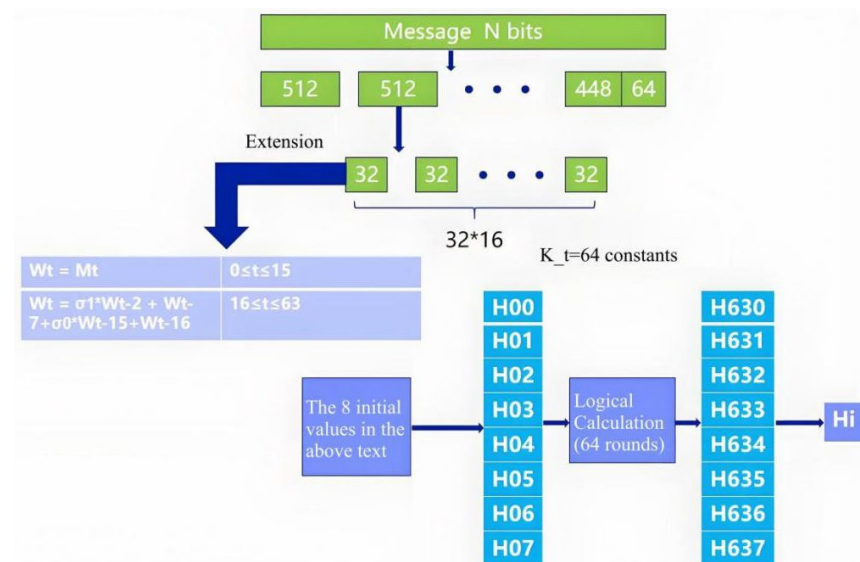 Message N bits
512
512
• • •
448
64
Extension
32
32
• • •
32
32*16
K_t=64 constants
Wt = Mt
0≤t≤15
Wt = σ1*Wt-2 + Wt-
7+σ0*Wt-15+Wt-16
16≤t≤63
The 8 initial
values in the
above text
H00
H01
H02
H03
H04
H05
H06
H07
Logical
Calculation
(64 rounds)
H630
H631
H632
H633
H634
H635
H636
H637
Hi